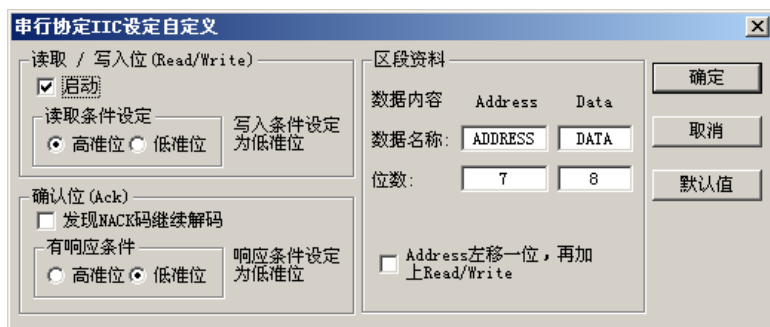 串行协定IIC设定自定义
读取 / 写入位(Read/Write)
启动
读取条件设定
高准位 低准位
写入条件设定
为低准位
确认位(Ack)
发现NACK码继续解码
有响应条件
高准位 低准位
响应条件设定
为低准位
区段资料
数据内容 Address Data
数据名称: ADDRESS DATA
位数: 7 8
Address左移一位，再加
上Read/Write
确定
取消
默认值